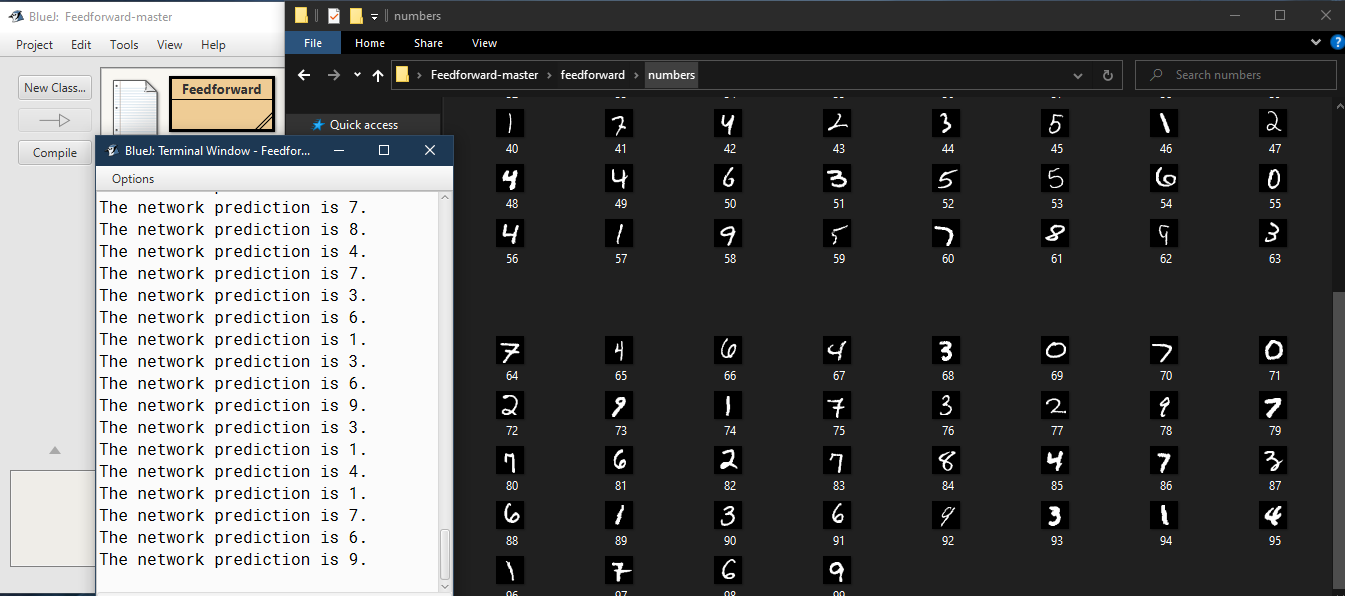 BlueJ: Feedforward-master
Project Edit Tools View Help
New Class...
Compile
Feedforward
BlueJ: Terminal Window - Feedfor...
Options
The network prediction is 7.
The network prediction is 8.
The network prediction is 4.
The network prediction is 7.
The network prediction is 3.
The network prediction is 6.
The network prediction is 1.
The network prediction is 3.
The network prediction is 6.
The network prediction is 9.
The network prediction is 3.
The network prediction is 1.
The network prediction is 4.
The network prediction is 1.
The network prediction is 7.
The network prediction is 6.
The network prediction is 9.
numbers
File Home Share View
Feedforward-master › feedforward › numbers
Search numbers
Quick access
1 7 4 2 3 5 1 2
40 41 42 43 44 45 46 47
4 4 6 3 5 5 6 0
48 49 50 51 52 53 54 55
4 1 9 5 7 8 9 3
56 57 58 59 60 61 62 63
7 4 6 4 3 0 7 0
64 65 66 67 68 69 70 71
2 9 1 7 3 2 9 7
72 73 74 75 76 77 78 79
7 6 2 7 8 4 7 3
80 81 82 83 84 85 86 87
6 1 3 6 9 3 1 4
88 89 90 91 92 93 94 95
1 7 6 9
96 97 98 99